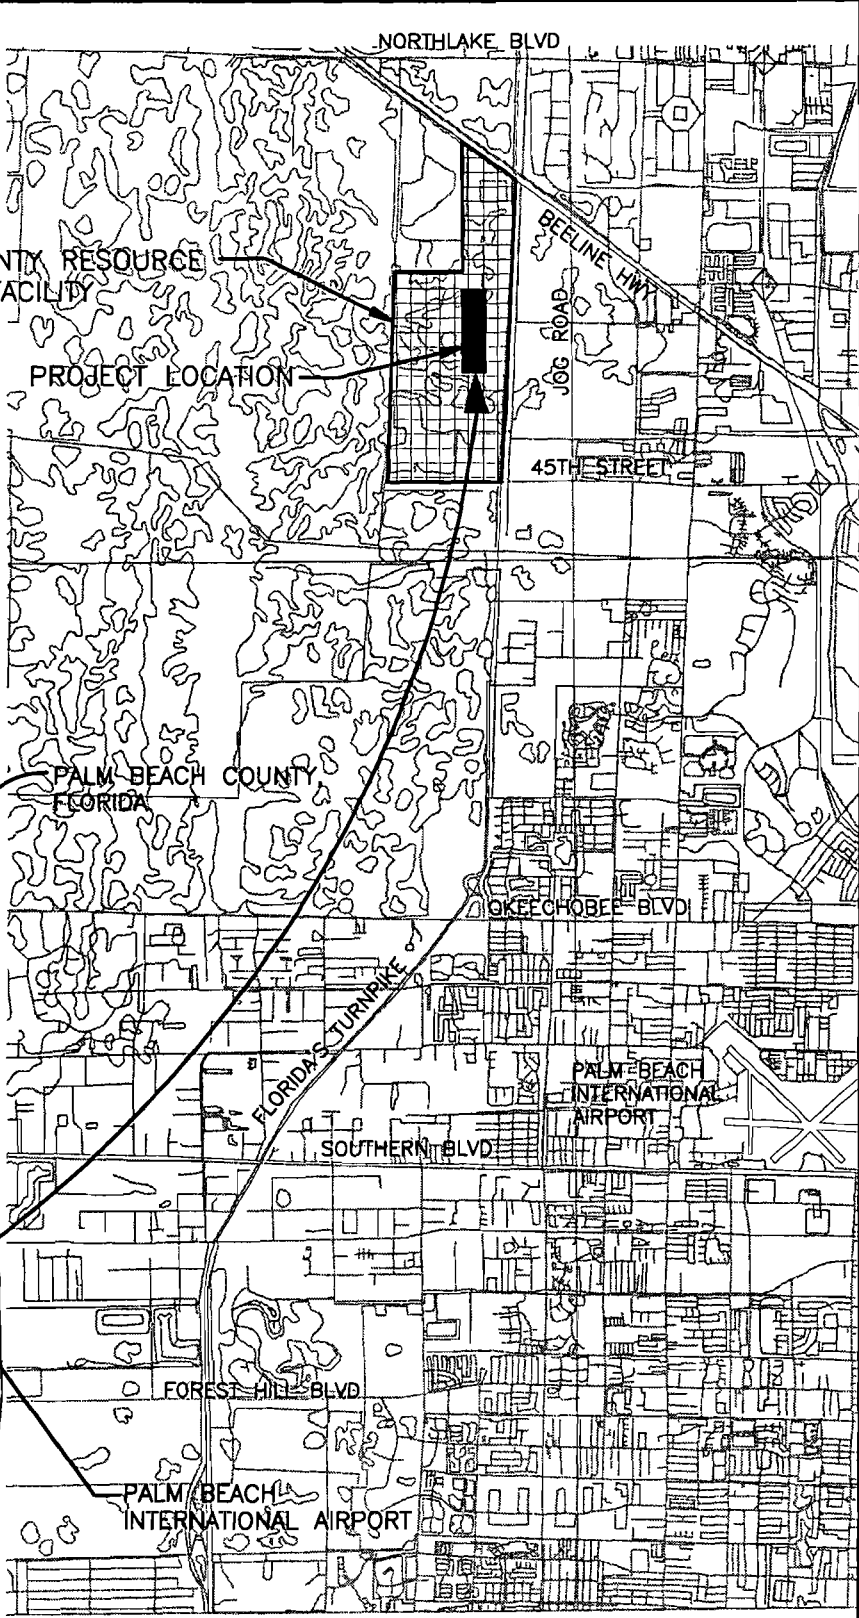 NORTHLAKE BLVD
BEELINE HWY
NTY RESOURCE
FACILITY
JOG ROAD
PROJECT LOCATION
45TH STREET
PALM BEACH COUNTY,
FLORIDA
OKEECHOBEE BLVD
FLORIDA'S TURNPIKE
PALM BEACH
INTERNATIONAL
AIRPORT
SOUTHERN BLVD
FOREST HILL BLVD
PALM BEACH
INTERNATIONAL AIRPORT